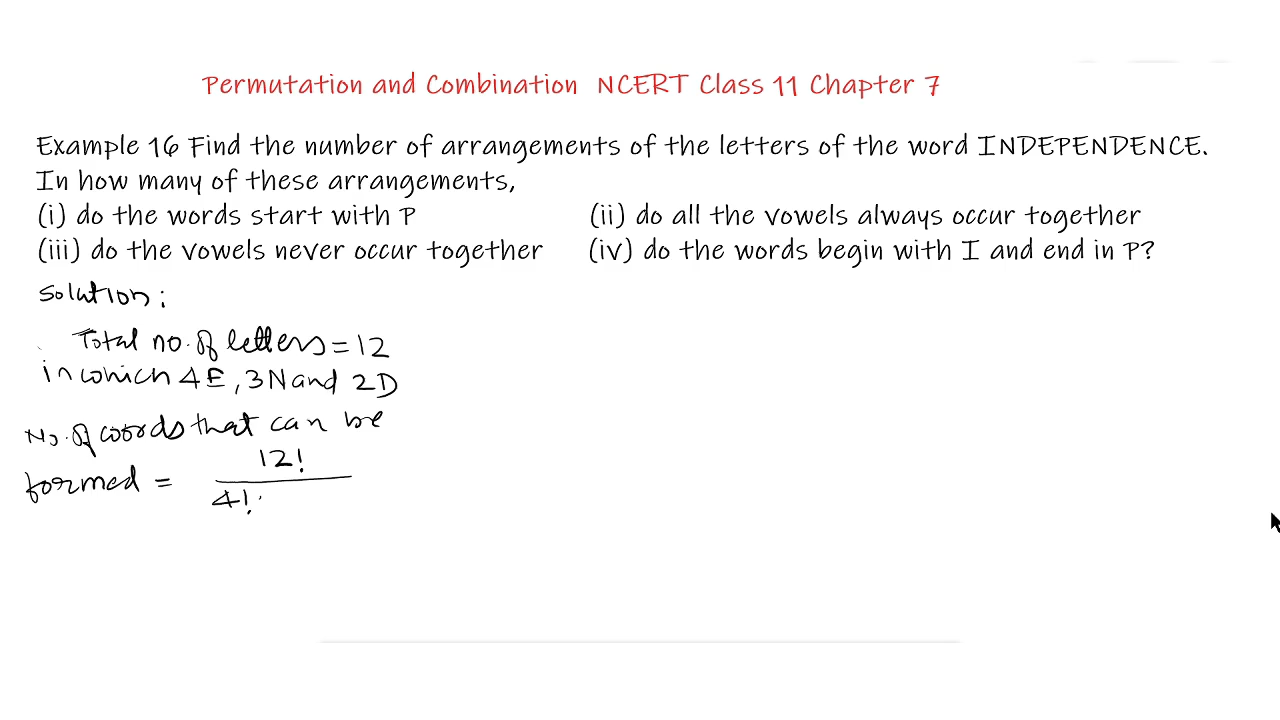 Permutation and Combination NCERT Class 11 Chapter 7
Example 16 Find the number of arrangements of the letters of the word INDEPENDENCE.
In how many of these arrangements,
(i) do the words start with P (ii) do all the vowels always occur together
(iii) do the vowels never occur together (iv) do the words begin with I and end in P?
Solution:
Total no. of letters = 12
in which 4E, 3N and 2D
No. of words that can be
12!
formed =
4!.